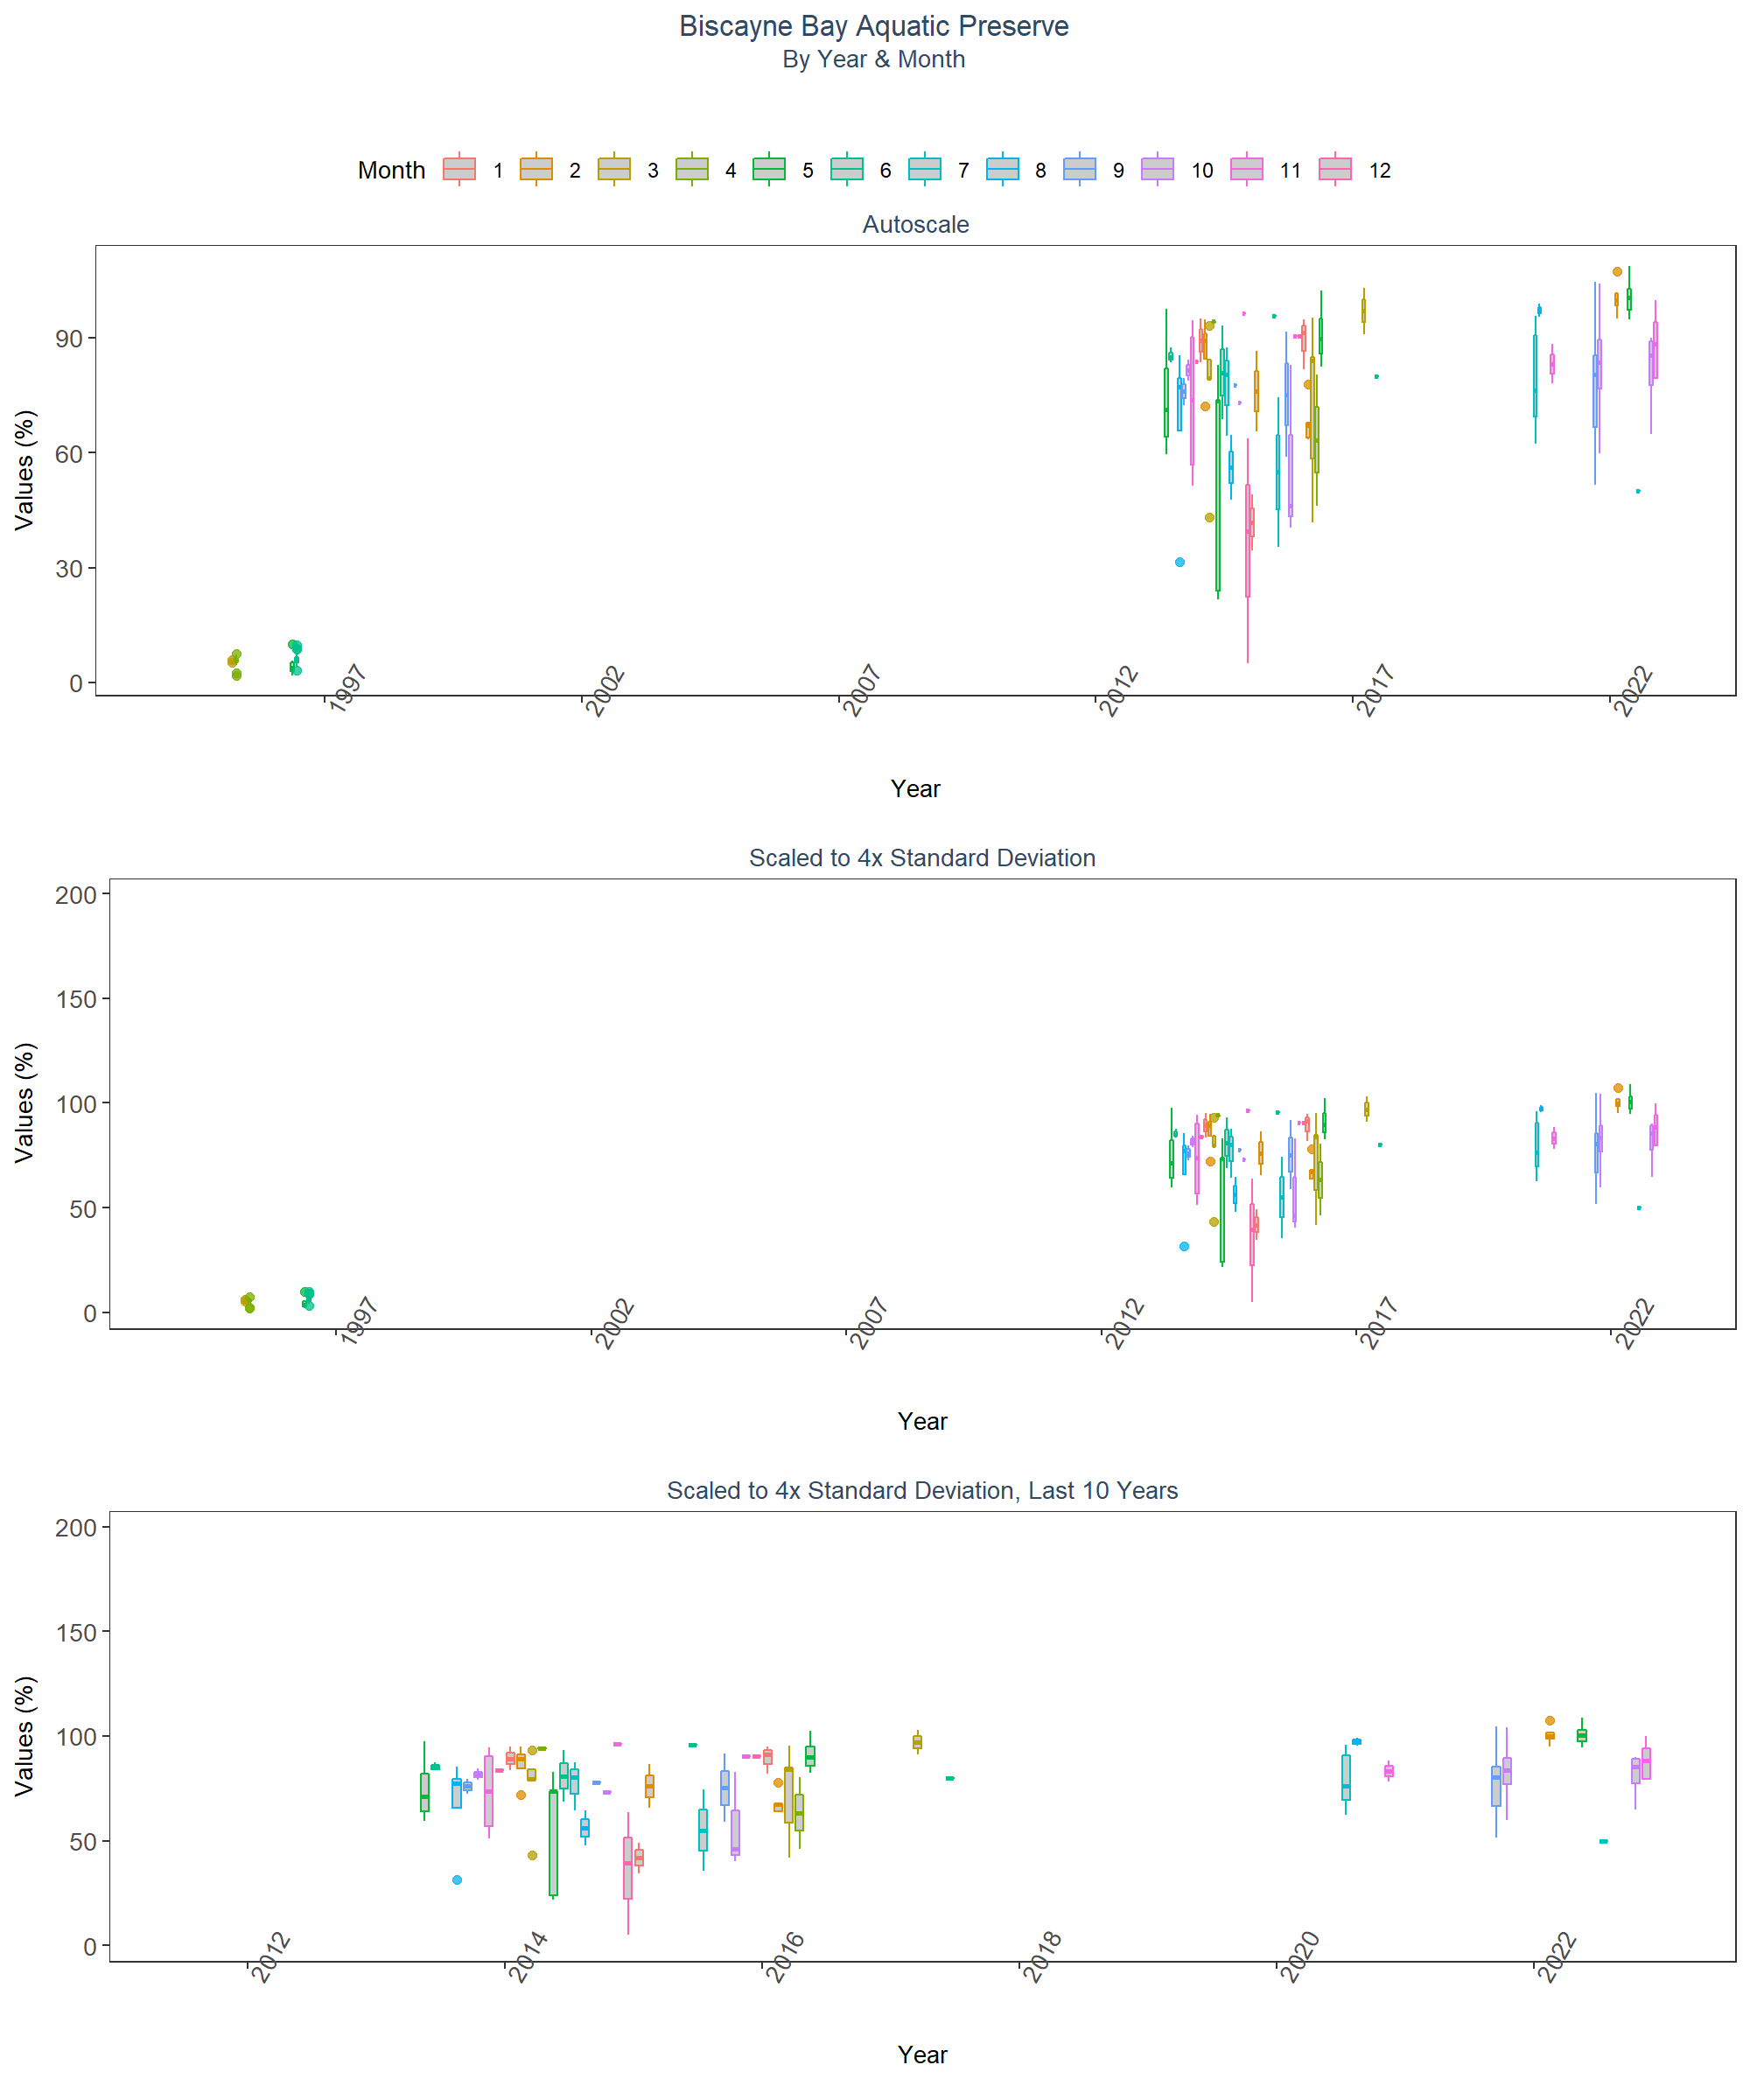 Biscayne Bay Aquatic Preserve
By Year & Month
Month 1 2 3 4 5 6 7 8 9 10 11 12
Autoscale
Values (%)
90
60
30
0
1997 2002 2007 2012 2017 2022
Year
Scaled to 4x Standard Deviation
Values (%)
200
150
100
50
0
1997 2002 2007 2012 2017 2022
Year
Scaled to 4x Standard Deviation, Last 10 Years
Values (%)
200
150
100
50
0
2012 2014 2016 2018 2020 2022
Year